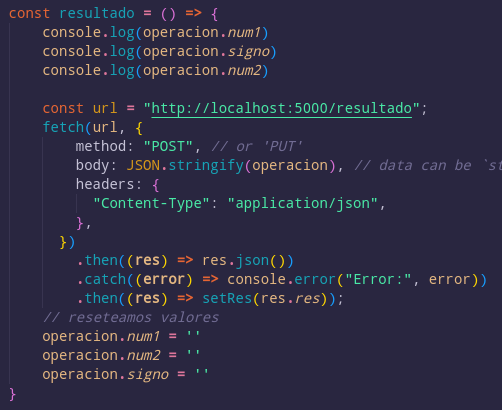 const resultado = () => {
console.log(operacion.num1)
console.log(operacion.signo)
console.log(operacion.num2)
const url = "http://localhost:5000/resultado";
fetch(url, {
method: "POST", // or 'PUT'
body: JSON.stringify(operacion), // data can be `st
headers: {
"Content-Type": "application/json",
},
})
.then((res) => res.json())
.catch((error) => console.error("Error:", error))
.then((res) => setRes(res.res));
// reseteamos valores
operacion.num1 = ''
operacion.num2 = ''
operacion.signo = ''
}